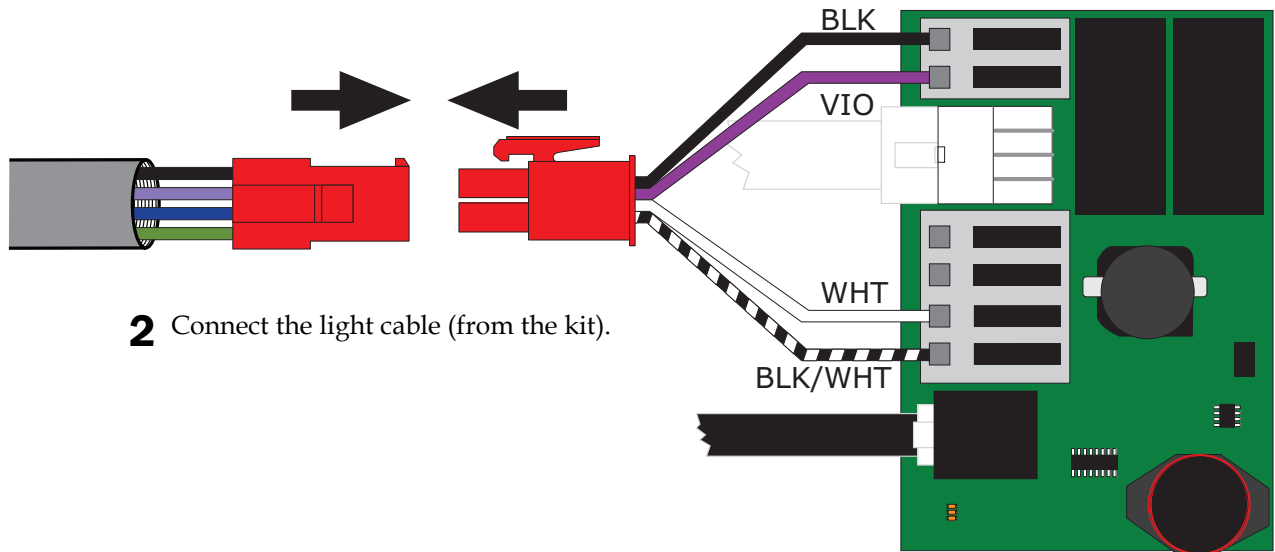 BLK
VIO
WHT
2 Connect the light cable (from the kit).
BLK/WHT